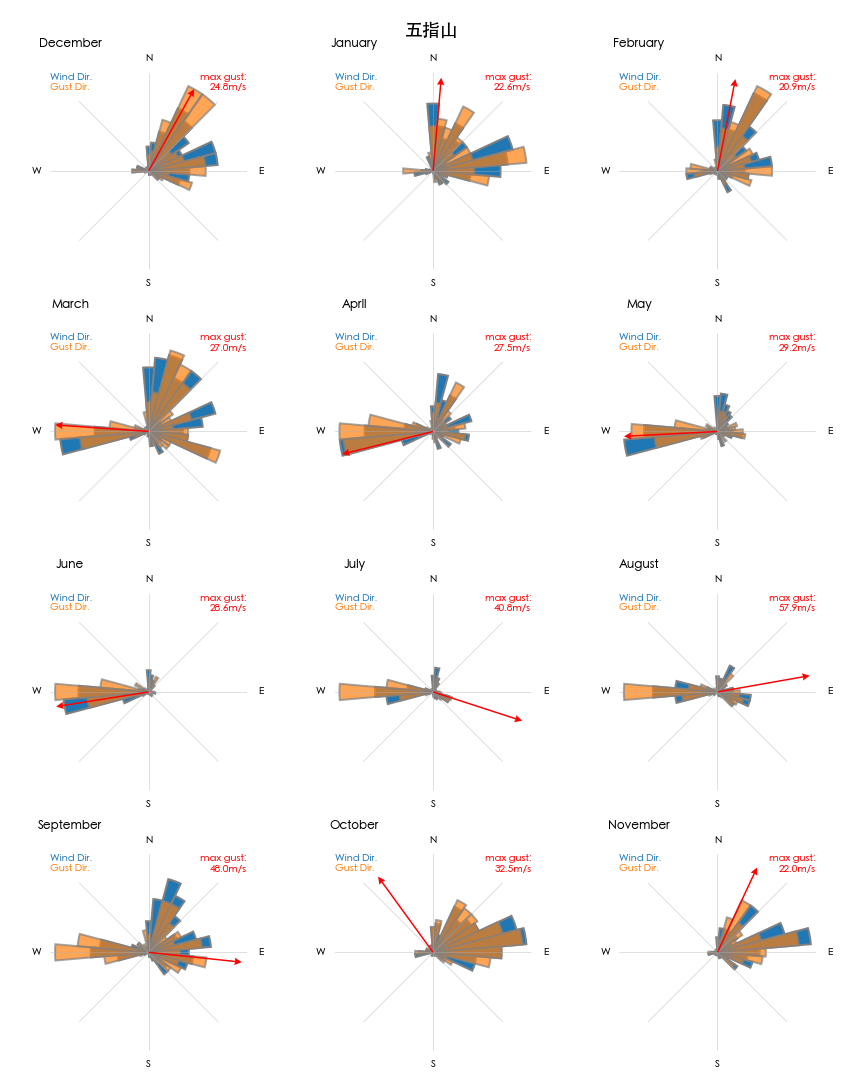 五指山
December
N
Wind Dir.
Gust Dir.
max gust:
24.8m/s
W
E
S
January
N
Wind Dir.
Gust Dir.
max gust:
22.6m/s
W
E
S
February
N
Wind Dir.
Gust Dir.
max gust:
20.9m/s
W
E
S
March
N
Wind Dir.
Gust Dir.
max gust:
27.0m/s
W
E
S
April
N
Wind Dir.
Gust Dir.
max gust:
27.5m/s
W
E
S
May
N
Wind Dir.
Gust Dir.
max gust:
29.2m/s
W
E
S
June
N
Wind Dir.
Gust Dir.
max gust:
28.6m/s
W
E
S
July
N
Wind Dir.
Gust Dir.
max gust:
40.8m/s
W
E
S
August
N
Wind Dir.
Gust Dir.
max gust:
57.9m/s
W
E
S
September
N
Wind Dir.
Gust Dir.
max gust:
48.0m/s
W
E
S
October
N
Wind Dir.
Gust Dir.
max gust:
32.5m/s
W
E
S
November
N
Wind Dir.
Gust Dir.
max gust:
22.0m/s
W
E
S